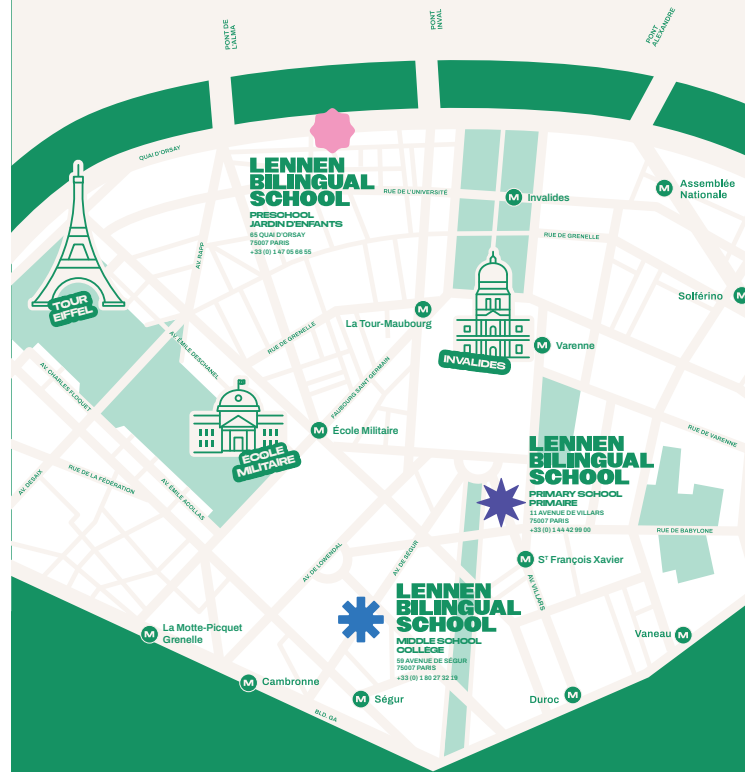 PONT DE
L'ALMA
PONT
INVAL
PONT
ALEXANDRE
QUAI D'ORSAY
LENNEN
BILINGUAL
SCHOOL
PRESCHOOL
JARDIN D'ENFANTS
65 QUAI D'ORSAY
75007 PARIS
+33 (0) 1 47 05 66 55
RUE DE L'UNIVERSITÉ
M Invalides
M Assemblée
Nationale
RUE DE GRENELLE
AV. RAPP
TOUR
EIFFEL
Solférino M
M
La Tour-Maubourg
RUE DE GRENELLE
AV. ÉMILE DESCHANEL
INVALIDES
M Varenne
AV. CHARLES FLOQUET
FAUBOURG SAINT GERMAIN
M École Militaire
ÉCOLE
MILITAIRE
RUE DE VARENNE
LENNEN
BILINGUAL
SCHOOL
PRIMARY SCHOOL
PRIMAIRE
11 AVENUE DE VILLARS
75007 PARIS
+33 (0) 1 44 42 99 00
AV. DESAIX
RUE DE LA FÉDÉRATION
AV. ÉMILE ACOLLAS
RUE DE BABYLONE
AV. DE LOWENDAL
AV. DE SÉGUR
M Sᵀ François Xavier
AV. VILLARS
LENNEN
BILINGUAL
SCHOOL
MIDDLE SCHOOL
COLLÈGE
59 AVENUE DE SÉGUR
75007 PARIS
+33 (0) 1 80 27 32 19
M La Motte-Picquet
Grenelle
Vaneau M
M Cambronne
M Ségur
Duroc M
BLD. GA